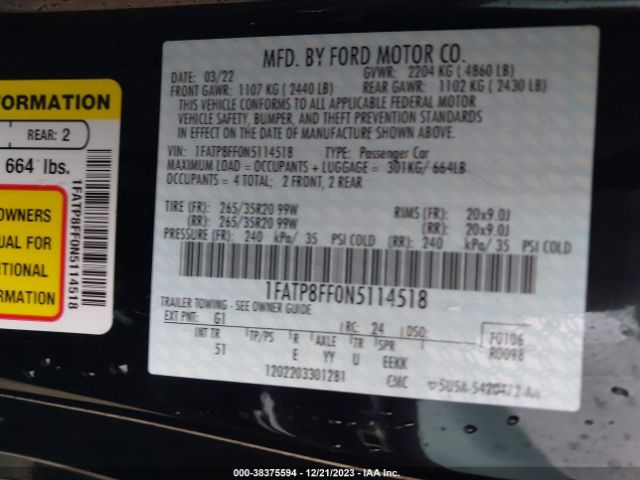 FORMATION
REAR: 2
664 lbs.
OWNERS
UAL FOR
ITIONAL
RMATION
1FATP8FF0N5114518
MFD. BY FORD MOTOR CO.
DATE: 03/22 GVWR: 2204 KG ( 4860 LB)
FRONT GAWR: 1107 KG ( 2440 LB) REAR GAWR: 1102 KG ( 2430 LB)
THIS VEHICLE CONFORMS TO ALL APPLICABLE FEDERAL MOTOR
VEHICLE SAFETY, BUMPER, AND THEFT PREVENTION STANDARDS
IN EFFECT ON THE DATE OF MANUFACTURE SHOWN ABOVE.
VIN: 1FATP8FF0N5114518 TYPE: Passenger Car
MAXIMUM LOAD = OCCUPANTS + LUGGAGE = 301KG/ 664LB
OCCUPANTS = 4 TOTAL; 2 FRONT, 2 REAR
TIRE (FR): 265/35R20 99W RIMS (FR): 20x9.0J
(RR): 265/35R20 99W (RR): 20x9.0J
PRESSURE (FR): 240 kPa/ 35 PSI COLD (RR): 240 kPa/ 35 PSI COLD
1FATP8FF0N5114518
TRAILER TOWING - SEE OWNER GUIDE
EXT PNT: G1 RC: 24 DSO: F0106
INT TR TP/PS R AXLE TR SPR R0098
51 E YY U EEKK
1202203301281 CMC
000-38375594 - 12/21/2023 - IAA Inc.